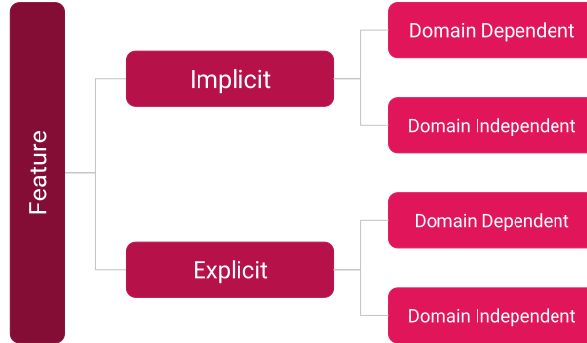 Feature
Implicit
Domain Dependent
Domain Independent
Explicit
Domain Dependent
Domain Independent